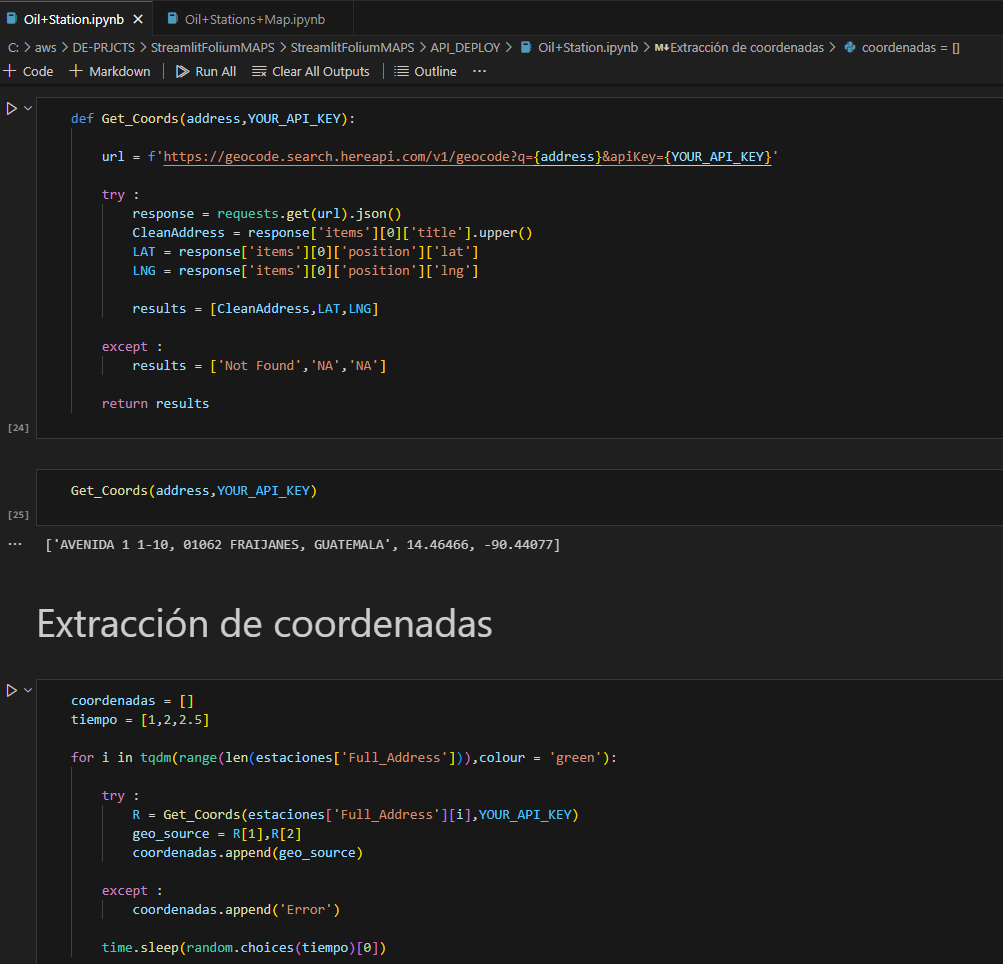 Oil+Station.ipynb Oil+Stations+Map.ipynb
C: > aws > DE-PRJCTS > StreamlitFoliumMAPS > StreamlitFoliumMAPS > API_DEPLOY > Oil+Station.ipynb > M↓Extracción de coordenadas > coordenadas = []
+ Code + Markdown | Run All Clear All Outputs | Outline ...
def Get_Coords(address,YOUR_API_KEY):
url = f'https://geocode.search.hereapi.com/v1/geocode?q={address}&apiKey={YOUR_API_KEY}'
try :
response = requests.get(url).json()
CleanAddress = response['items'][0]['title'].upper()
LAT = response['items'][0]['position']['lat']
LNG = response['items'][0]['position']['lng']
results = [CleanAddress,LAT,LNG]
except :
results = ['Not Found','NA','NA']
return results
[24]
Get_Coords(address,YOUR_API_KEY)
[25]
... ['AVENIDA 1 1-10, 01062 FRAIJANES, GUATEMALA', 14.46466, -90.44077]
Extracción de coordenadas
coordenadas = []
tiempo = [1,2,2.5]
for i in tqdm(range(len(estaciones['Full_Address'])),colour = 'green'):
try :
R = Get_Coords(estaciones['Full_Address'][i],YOUR_API_KEY)
geo_source = R[1],R[2]
coordenadas.append(geo_source)
except :
coordenadas.append('Error')
time.sleep(random.choices(tiempo)[0])